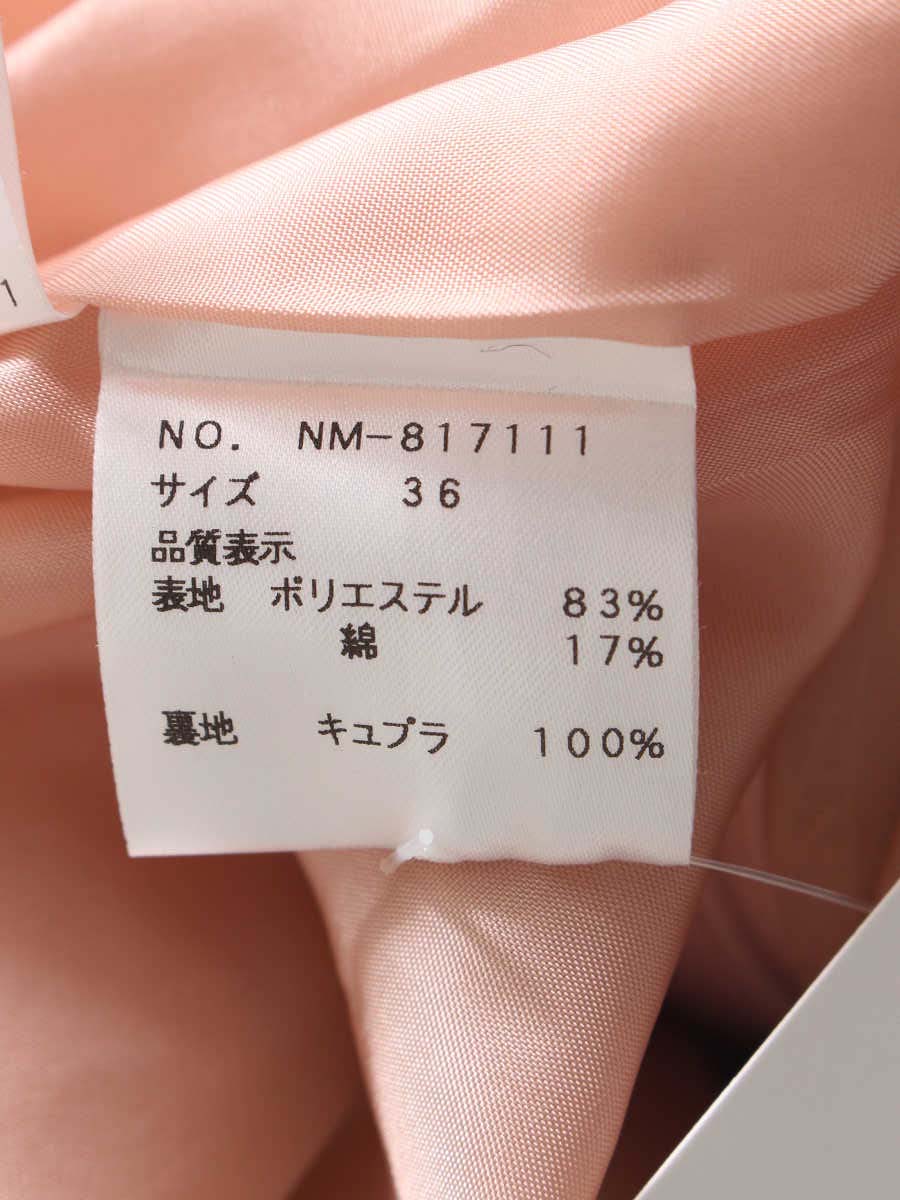 1
NO. NM-817111
サイズ 36
品質表示
表地 ポリエステル 83%
綿 17%
裏地 キュプラ 100%